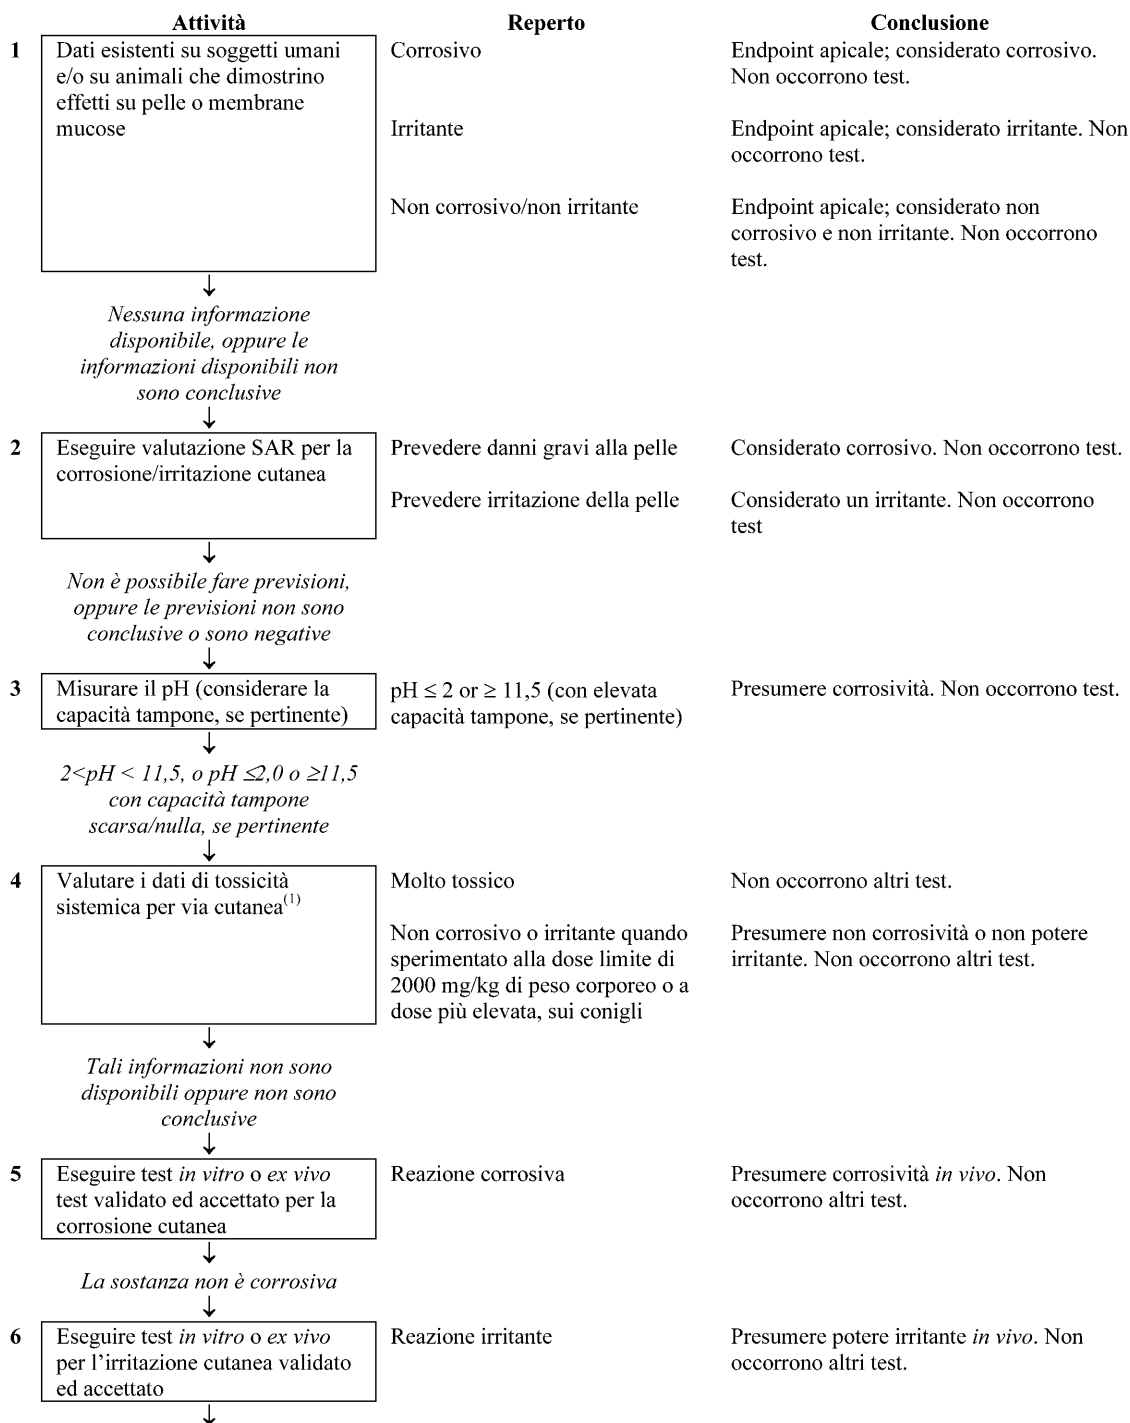 Attività Reperto Conclusione
1 Dati esistenti su soggetti umani Corrosivo Endpoint apicale; considerato corrosivo.
e/o su animali che dimostrino Non occorrono test.
effetti su pelle o membrane
mucose Irritante Endpoint apicale; considerato irritante. Non
occorrono test.
Non corrosivo/non irritante Endpoint apicale; considerato non
corrosivo e non irritante. Non occorrono
test.
↓
Nessuna informazione
disponibile, oppure le
informazioni disponibili non
sono conclusive
↓
2 Eseguire valutazione SAR per la Prevedere danni gravi alla pelle Considerato corrosivo. Non occorrono test.
corrosione/irritazione cutanea
Prevedere irritazione della pelle Considerato un irritante. Non occorrono
test
↓
Non è possibile fare previsioni,
oppure le previsioni non sono
conclusive o sono negative
↓
3 Misurare il pH (considerare la pH ≤ 2 or ≥ 11,5 (con elevata Presumere corrosività. Non occorrono test.
capacità tampone, se pertinente) capacità tampone, se pertinente)
↓
2<pH < 11,5, o pH ≤2,0 o ≥11,5
con capacità tampone
scarsa/nulla, se pertinente
↓
4 Valutare i dati di tossicità Molto tossico Non occorrono altri test.
sistemica per via cutanea(1)
Non corrosivo o irritante quando Presumere non corrosività o non potere
sperimentato alla dose limite di irritante. Non occorrono altri test.
2000 mg/kg di peso corporeo o a
dose più elevata, sui conigli
↓
Tali informazioni non sono
disponibili oppure non sono
conclusive
↓
5 Eseguire test in vitro o ex vivo Reazione corrosiva Presumere corrosività in vivo. Non
test validato ed accettato per la occorrono altri test.
corrosione cutanea
↓
La sostanza non è corrosiva
↓
6 Eseguire test in vitro o ex vivo Reazione irritante Presumere potere irritante in vivo. Non
per l'irritazione cutanea validato occorrono altri test.
ed accettato
↓